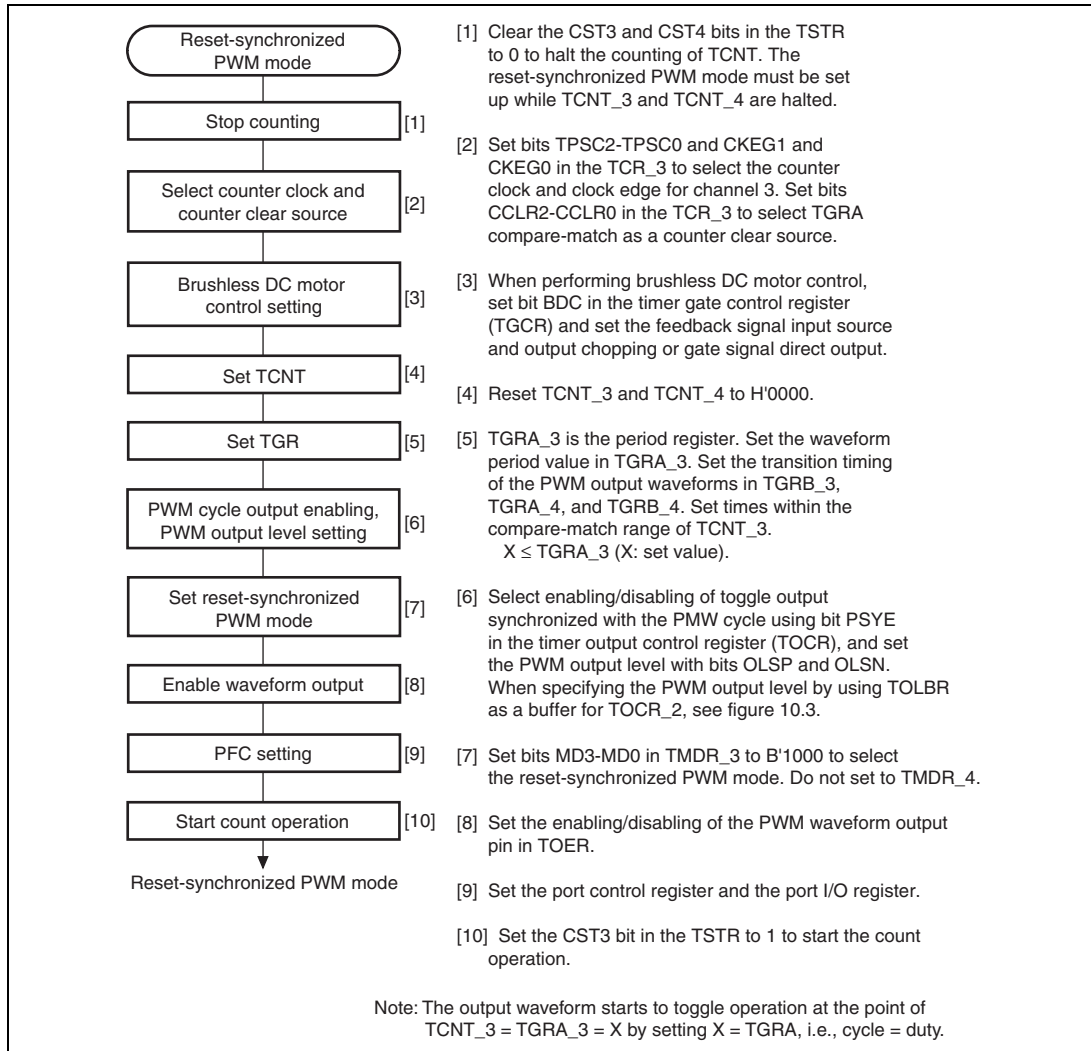 Reset-synchronized
PWM mode
Stop counting
[1]
Select counter clock and
counter clear source
[2]
Brushless DC motor
control setting
[3]
Set TCNT
[4]
Set TGR
[5]
PWM cycle output enabling,
PWM output level setting
[6]
Set reset-synchronized
PWM mode
[7]
Enable waveform output
[8]
PFC setting
[9]
Start count operation
[10]
Reset-synchronized PWM mode
[1] Clear the CST3 and CST4 bits in the TSTR
to 0 to halt the counting of TCNT. The
reset-synchronized PWM mode must be set
up while TCNT_3 and TCNT_4 are halted.
[2] Set bits TPSC2-TPSC0 and CKEG1 and
CKEG0 in the TCR_3 to select the counter
clock and clock edge for channel 3. Set bits
CCLR2-CCLR0 in the TCR_3 to select TGRA
compare-match as a counter clear source.
[3] When performing brushless DC motor control,
set bit BDC in the timer gate control register
(TGCR) and set the feedback signal input source
and output chopping or gate signal direct output.
[4] Reset TCNT_3 and TCNT_4 to H'0000.
[5] TGRA_3 is the period register. Set the waveform
period value in TGRA_3. Set the transition timing
of the PWM output waveforms in TGRB_3,
TGRA_4, and TGRB_4. Set times within the
compare-match range of TCNT_3.
X ≤ TGRA_3 (X: set value).
[6] Select enabling/disabling of toggle output
synchronized with the PMW cycle using bit PSYE
in the timer output control register (TOCR), and set
the PWM output level with bits OLSP and OLSN.
When specifying the PWM output level by using TOLBR
as a buffer for TOCR_2, see figure 10.3.
[7] Set bits MD3-MD0 in TMDR_3 to B'1000 to select
the reset-synchronized PWM mode. Do not set to TMDR_4.
[8] Set the enabling/disabling of the PWM waveform output
pin in TOER.
[9] Set the port control register and the port I/O register.
[10] Set the CST3 bit in the TSTR to 1 to start the count
operation.
Note: The output waveform starts to toggle operation at the point of
TCNT_3 = TGRA_3 = X by setting X = TGRA, i.e., cycle = duty.